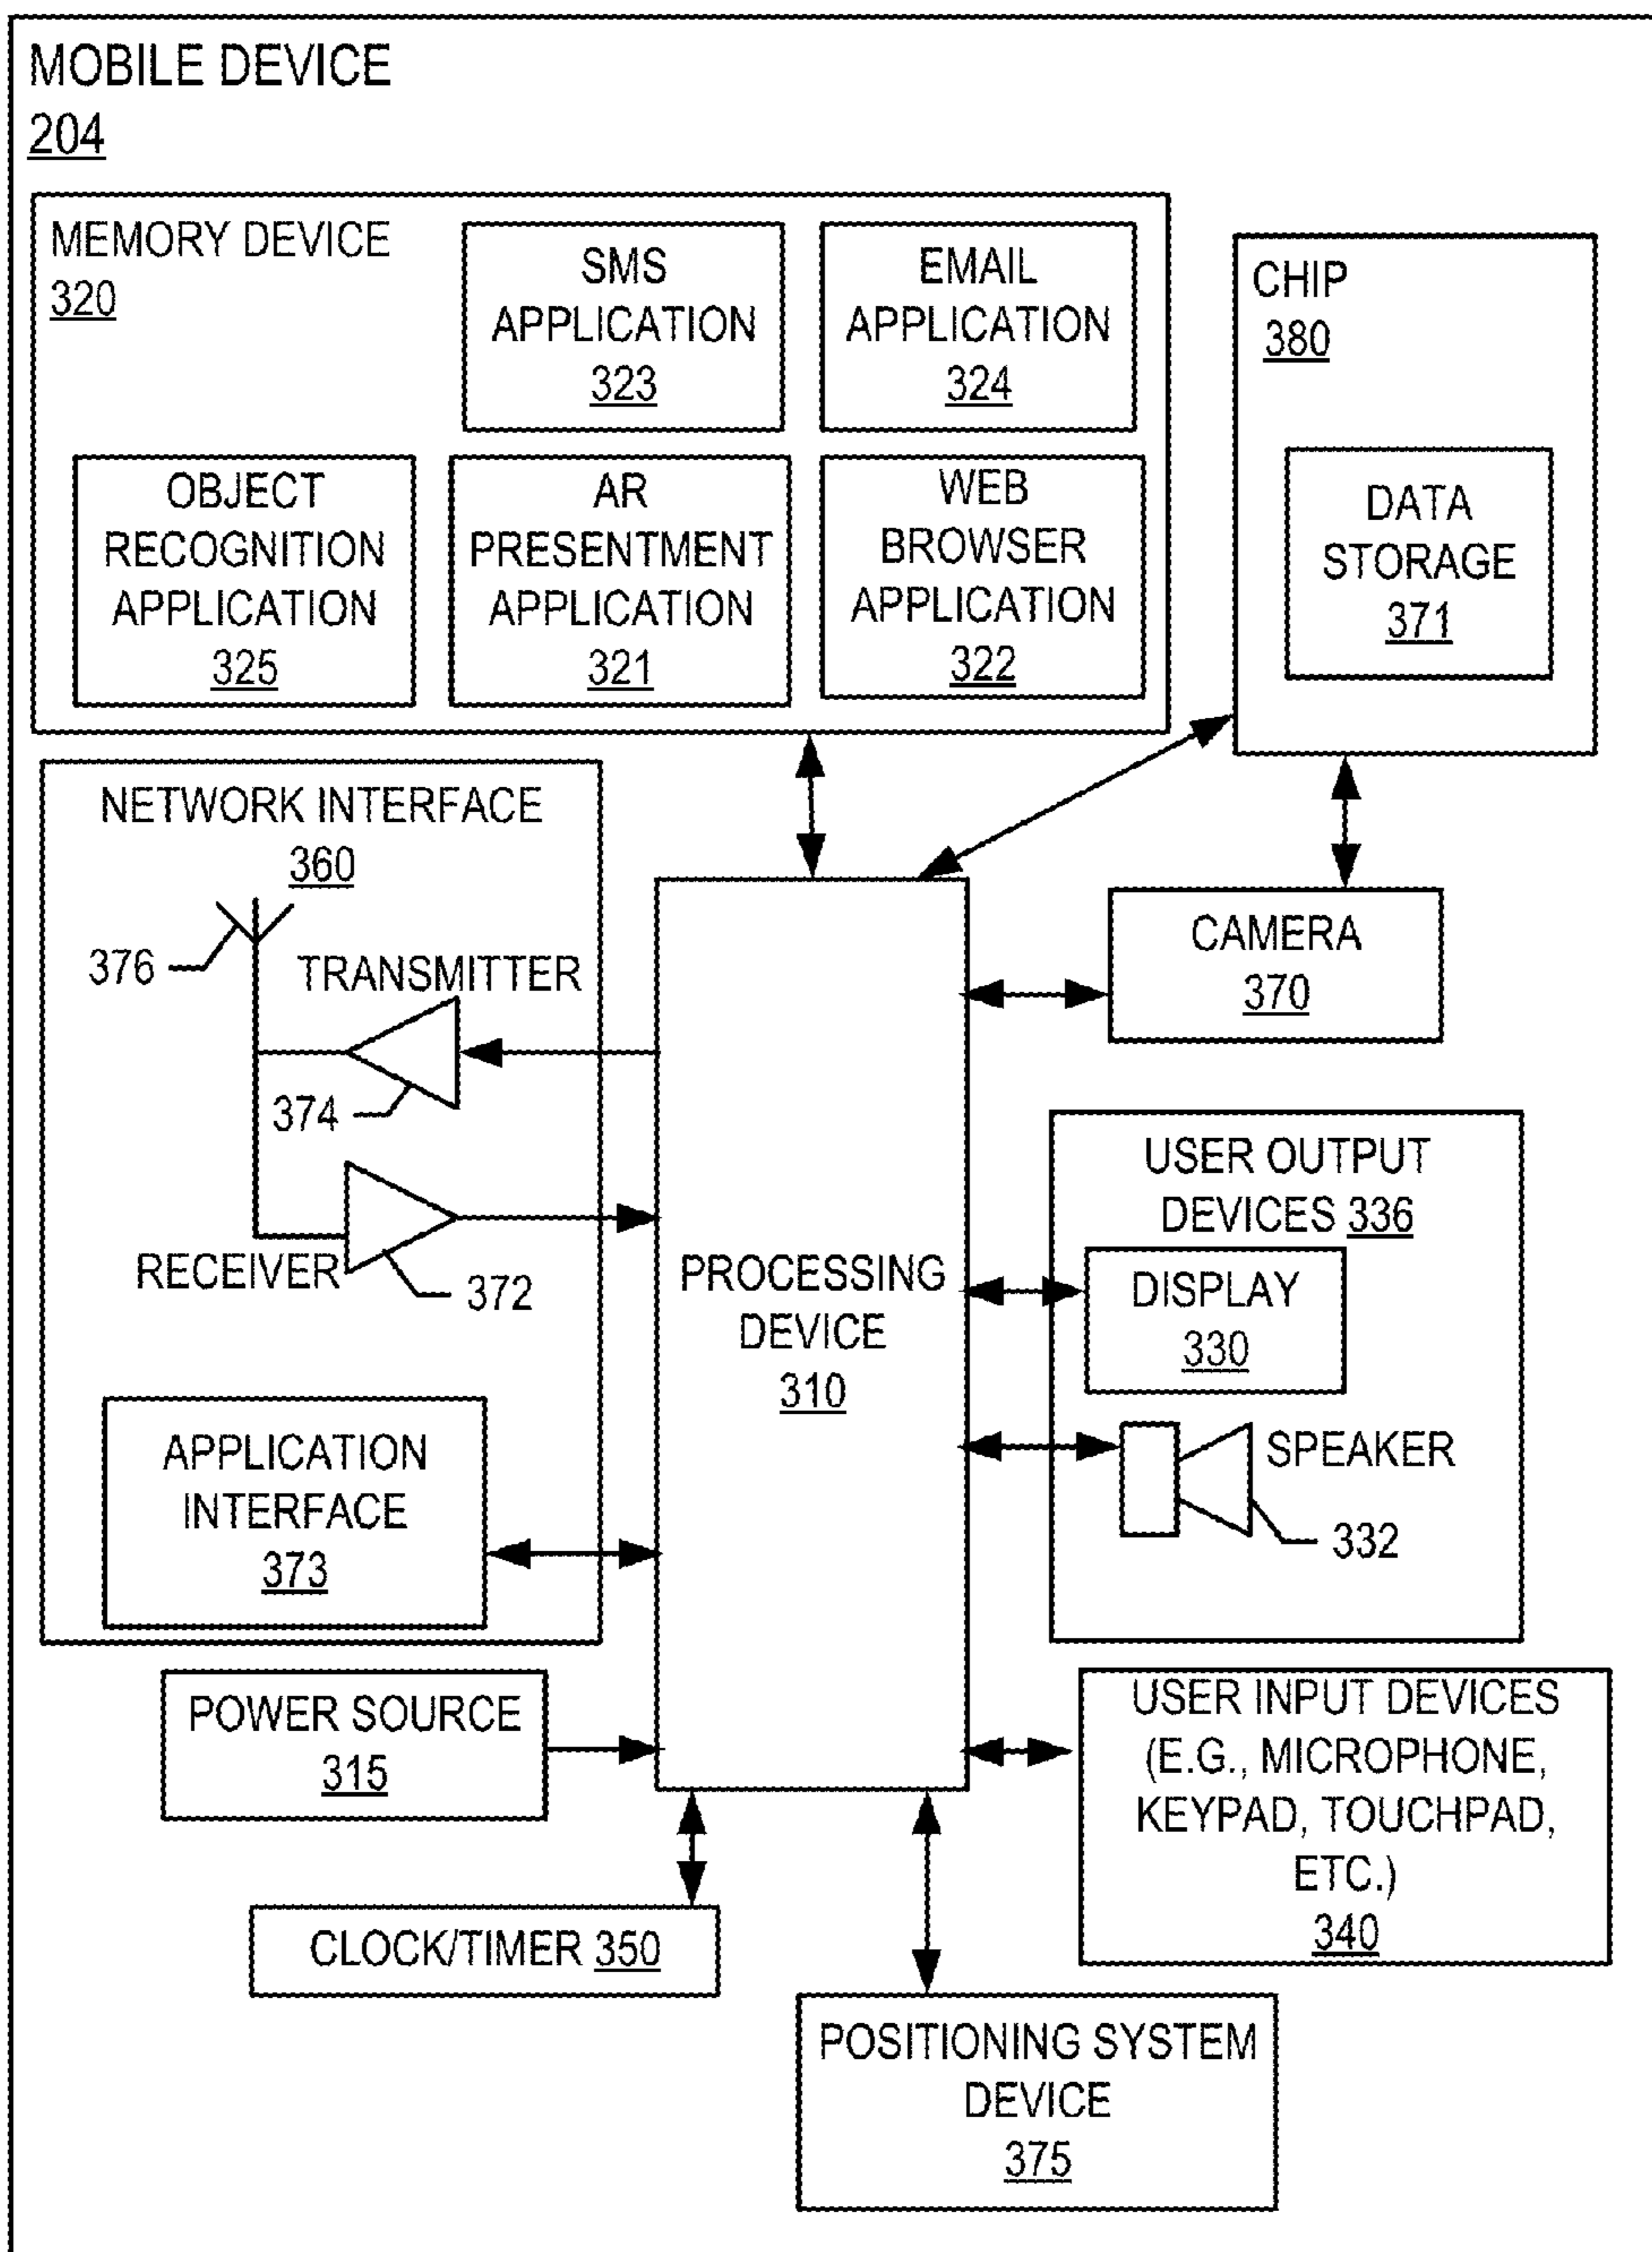 MOBILE DEVICE
204
MEMORY DEVICE
320
SMS
APPLICATION
323
EMAIL
APPLICATION
324
OBJECT
RECOGNITION
APPLICATION
325
AR
PRESENTMENT
APPLICATION
321
WEB
BROWSER
APPLICATION
322
CHIP
380
DATA
STORAGE
371
NETWORK INTERFACE
360
376
TRANSMITTER
374
RECEIVER
372
APPLICATION
INTERFACE
373
PROCESSING
DEVICE
310
CAMERA
370
USER OUTPUT
DEVICES 336
DISPLAY
330
SPEAKER
332
POWER SOURCE
315
USER INPUT DEVICES
(E.G., MICROPHONE,
KEYPAD, TOUCHPAD,
ETC.)
340
CLOCK/TIMER 350
POSITIONING SYSTEM
DEVICE
375